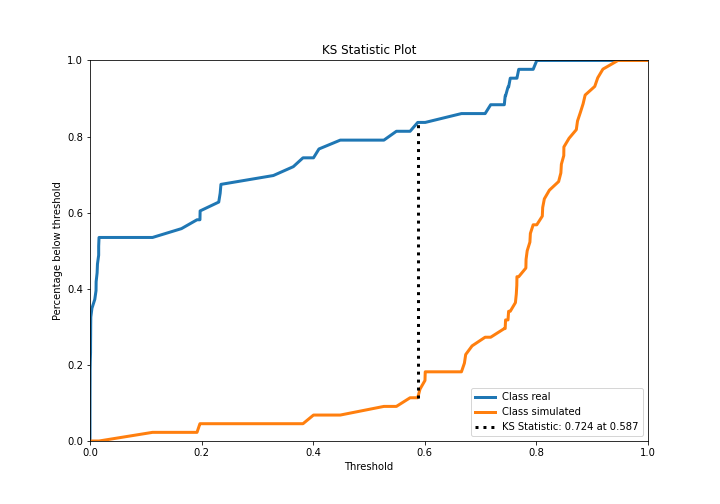 KS Statistic Plot
Percentage below threshold
1.0
0.8
0.6
0.4
0.2
0.0
0.0 0.2 0.4 0.6 0.8 1.0
Threshold
Class real
Class simulated
KS Statistic: 0.724 at 0.587